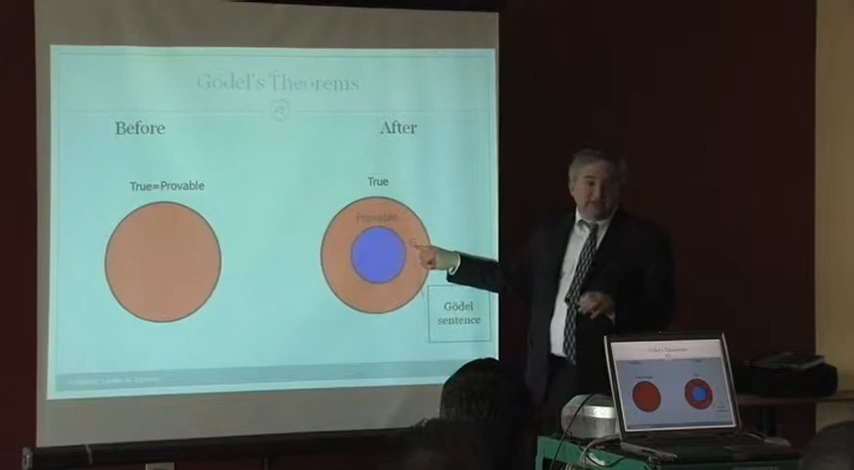 Gödel's Theorems
Before
After
True=Provable
True
Provable
G
Gödel
sentence